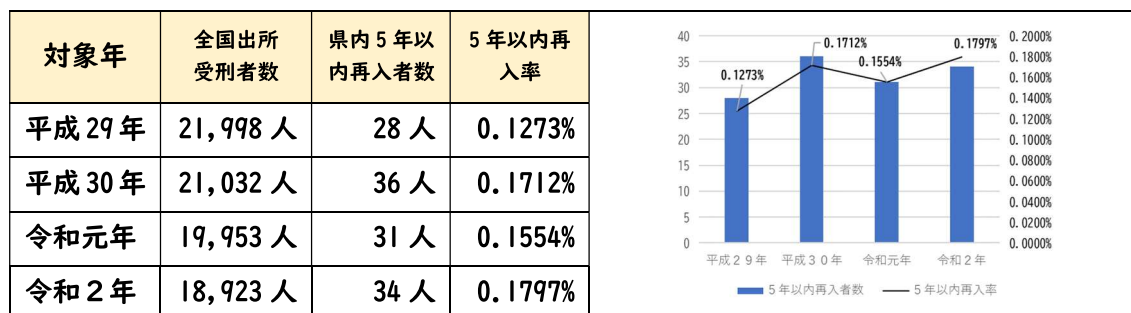 対象年 全国出所受刑者数 県内5年以内再入者数 5年以内再入率
平成29年 21,998人 28人 0.1273%
平成30年 21,032人 36人 0.1712%
令和元年 19,953人 31人 0.1554%
令和２年 18,923人 34人 0.1797%
40 0.2000%
35 0.1800%
30 0.1600%
25 0.1400%
20 0.1200%
15 0.1000%
10 0.0800%
5 0.0600%
0 0.0400%
0.0200%
0.0000%
0.1273%
0.1712%
0.1554%
0.1797%
平成２９年 平成３０年 令和元年 令和２年
５年以内再入者数 ５年以内再入率